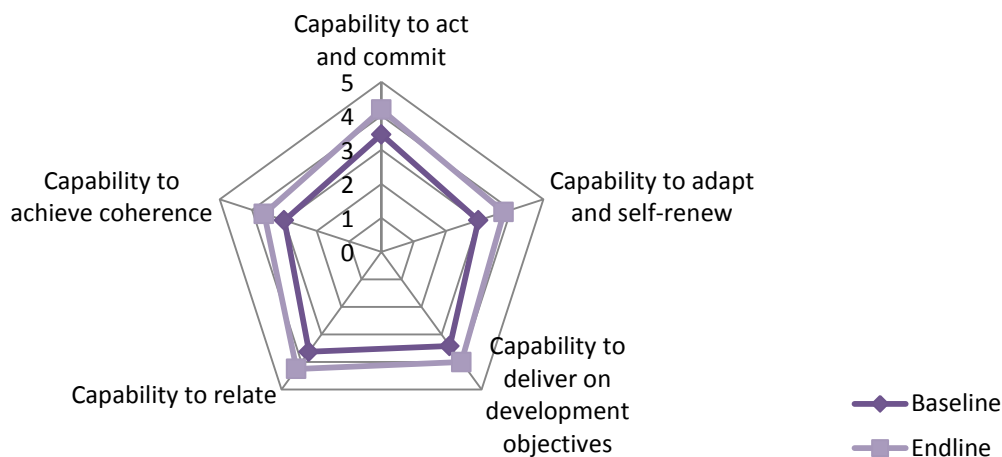 Capability to act
and commit
5
4
3
2
1
0
Capability to adapt
and self-renew
Capability to
deliver on
development
objectives
Capability to relate
Capability to
achieve coherence
Baseline
Endline